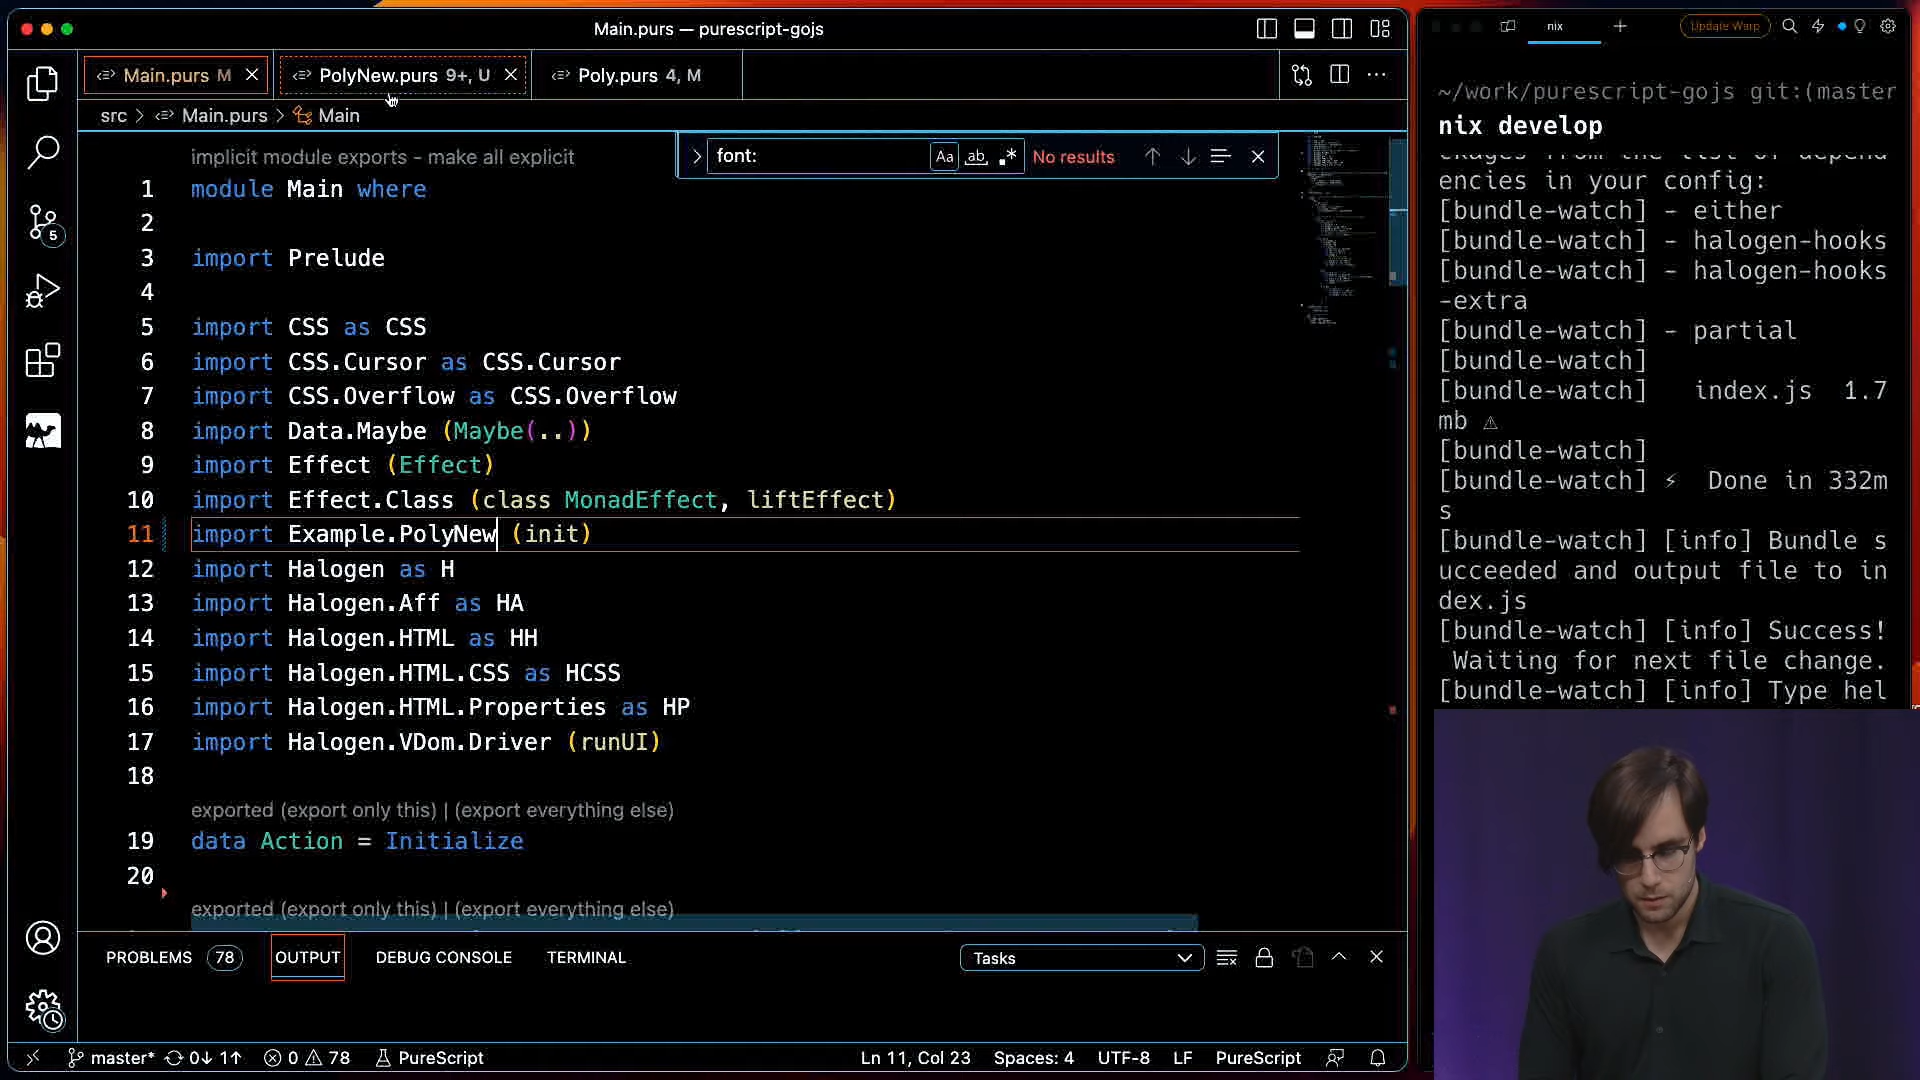 Main.purs — purescript-gojs
Main.purs M
PolyNew.purs 9+, U
Poly.purs 4, M
src > Main.purs > Main
font:
Aa
ab
.*
No results
implicit module exports - make all explicit
1 module Main where
2
3 import Prelude
4
5 import CSS as CSS
6 import CSS.Cursor as CSS.Cursor
7 import CSS.Overflow as CSS.Overflow
8 import Data.Maybe (Maybe(..))
9 import Effect (Effect)
10 import Effect.Class (class MonadEffect, liftEffect)
11 import Example.PolyNew (init)
12 import Halogen as H
13 import Halogen.Aff as HA
14 import Halogen.HTML as HH
15 import Halogen.HTML.CSS as HCSS
16 import Halogen.HTML.Properties as HP
17 import Halogen.VDom.Driver (runUI)
18
exported (export only this) | (export everything else)
19 data Action = Initialize
20
exported (export only this) | (export everything else)
5
PROBLEMS 78 OUTPUT DEBUG CONSOLE TERMINAL
Tasks
master* 0↓ 1↑ 0 78 PureScript
Ln 11, Col 23 Spaces: 4 UTF-8 LF PureScript
nix
Update Warp
~/work/purescript-gojs git:(master
nix develop
ckages from the list of depend
encies in your config:
[bundle-watch] - either
[bundle-watch] - halogen-hooks
[bundle-watch] - halogen-hooks
-extra
[bundle-watch] - partial
[bundle-watch]
[bundle-watch] index.js 1.7
mb ⚠
[bundle-watch]
[bundle-watch] ⚡ Done in 332m
s
[bundle-watch] [info] Bundle s
ucceeded and output file to in
dex.js
[bundle-watch] [info] Success!
Waiting for next file change.
[bundle-watch] [info] Type hel